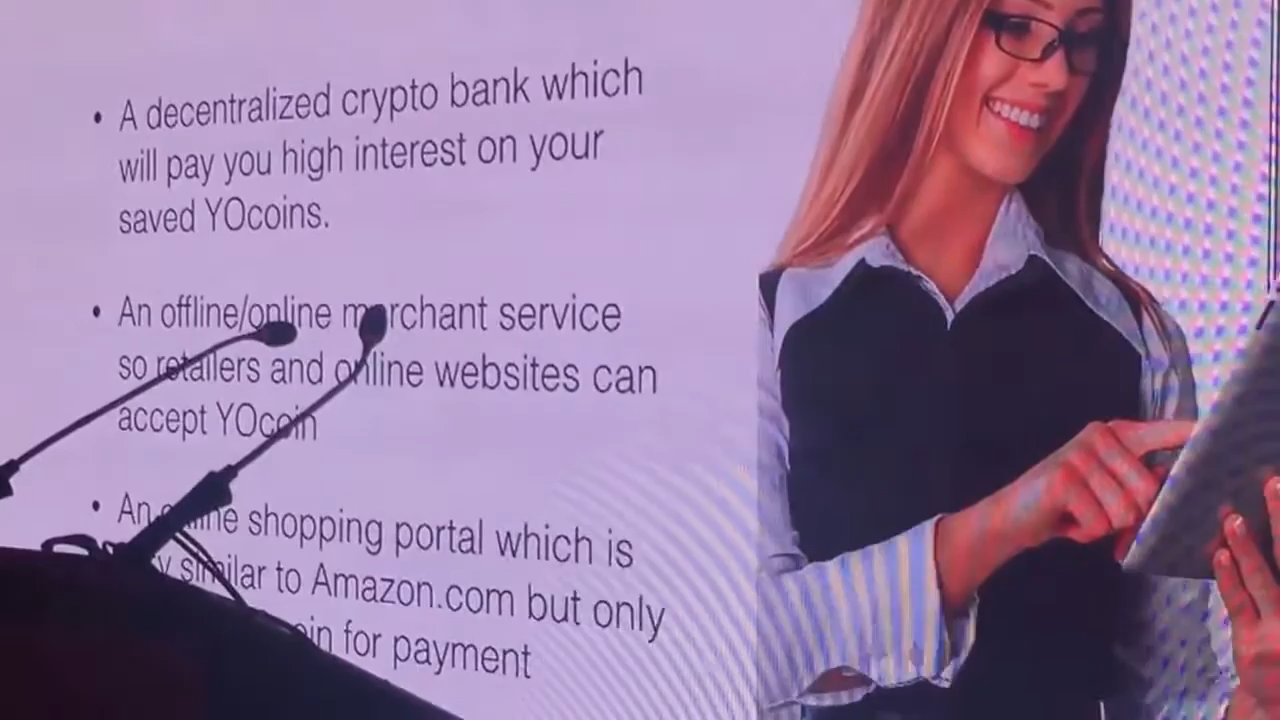 • A decentralized crypto bank which
will pay you high interest on your
saved YOcoins.
• An offline/online merchant service
so retailers and online websites can
accept YOcoin
• An online shopping portal which is
similar to Amazon.com but only
for payment